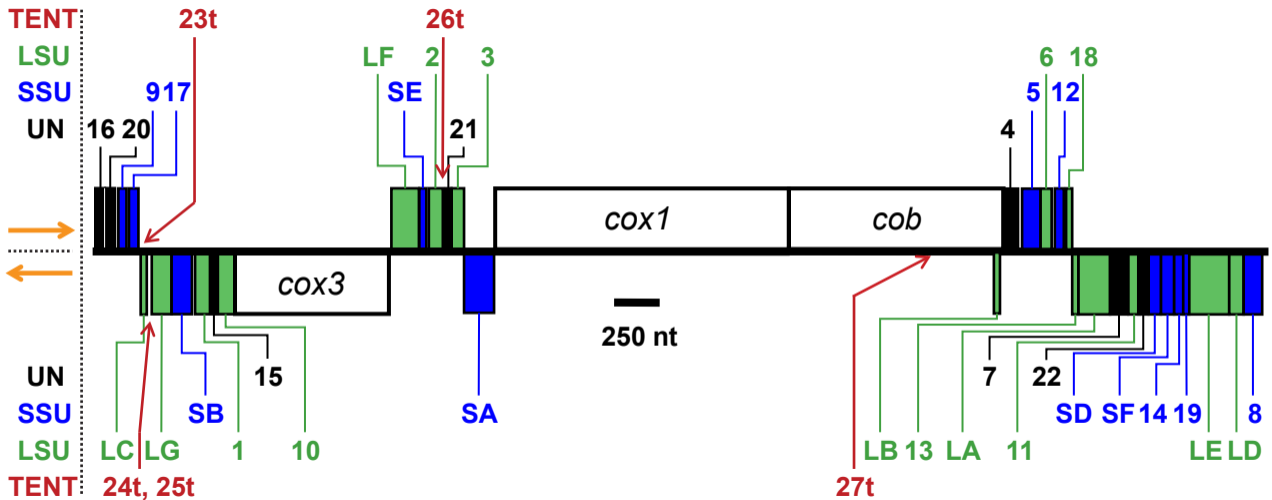 TENT 23t 26t
LSU LF 2 3 6 18
SSU 9 17 SE 5 12
UN 16 20 21 4
cox1 cob
cox3
250 nt
UN 15 7 22
SSU SB SA SD SF 14 19 8
LSU LC LG 1 10 LB 13 LA 11 LE LD
TENT 24t, 25t 27t